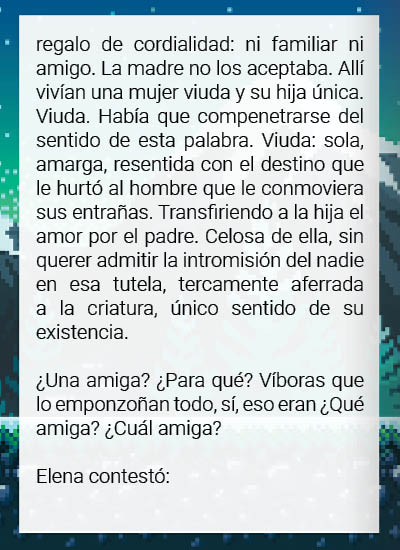 regalo de cordialidad: ni familiar ni
amigo. La madre no los aceptaba. Allí
vivían una mujer viuda y su hija única.
Viuda. Había que compenetrarse del
sentido de esta palabra. Viuda: sola,
amarga, resentida con el destino que
le hurtó al hombre que le conmoviera
sus entrañas. Transfiriendo a la hija el
amor por el padre. Celosa de ella, sin
querer admitir la intromisión del nadie
en esa tutela, tercamente aferrada
a la criatura, único sentido de su
existencia.
¿Una amiga? ¿Para qué? Víboras que
lo emponzoñan todo, sí, eso eran ¿Qué
amiga? ¿Cuál amiga?
Elena contestó: